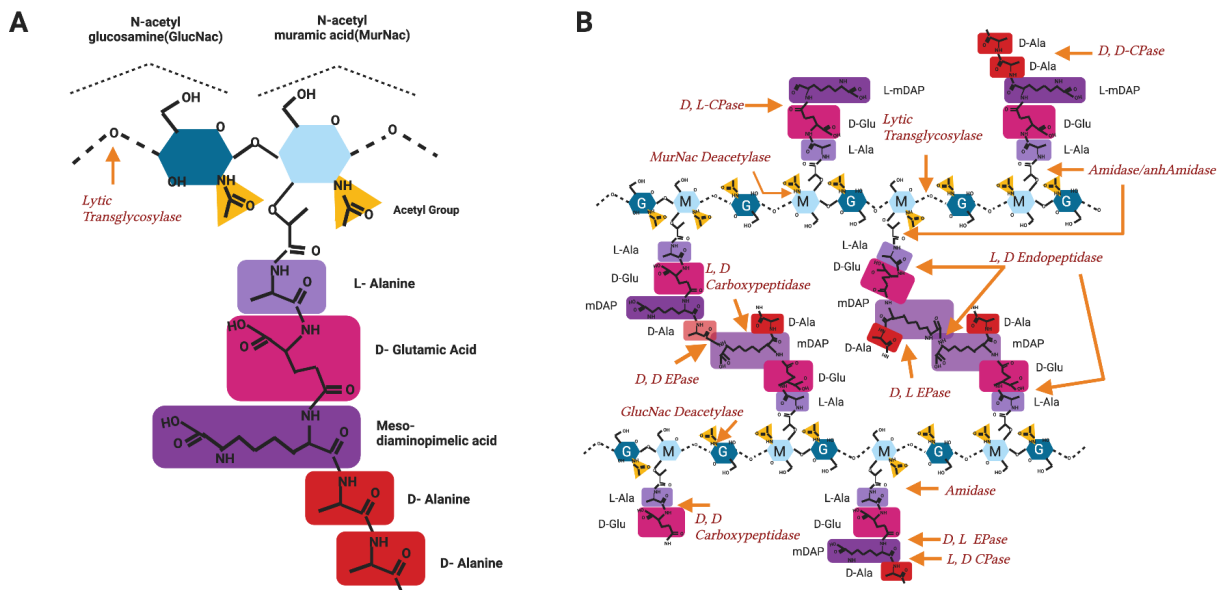 A
N-acetyl
glucosamine(GlucNac)
N-acetyl
muramic acid(MurNac)
OH
OH
O
O
O
O
O
OH
NH
O
O
NH
O
Lytic
Transglycosylase
Acetyl Group
O
NH
O
L- Alanine
HO
O
NH
D- Glutamic Acid
O
NH
HO
O
NH
O
Meso-
diaminopimelic acid
NH
O
D- Alanine
NH
O
D- Alanine
B
D-Ala
D-Ala
D, D-CPase
L-mDAP
L-mDAP
D, L-CPase
D-Glu
Lytic
Transglycosylase
D-Glu
L-Ala
L-Ala
MurNac Deacetylase
Amidase/anhAmidase
G
M
G
M
G
M
G
M
G
L-Ala
D-Glu
mDAP
D-Ala
L, D
Carboxypeptidase
D-Ala
mDAP
D, D EPase
D-Glu
L-Ala
L-Ala
D-Glu
mDAP
D-Ala
L, D Endopeptidase
D-Ala
mDAP
D, L EPase
D-Glu
L-Ala
GlucNac Deacetylase
G
M
G
M
G
M
G
M
G
L-Ala
D-Glu
D, D
Carboxypeptidase
L-Ala
Amidase
D-Glu
D, L EPase
mDAP
L, D CPase
D-Ala